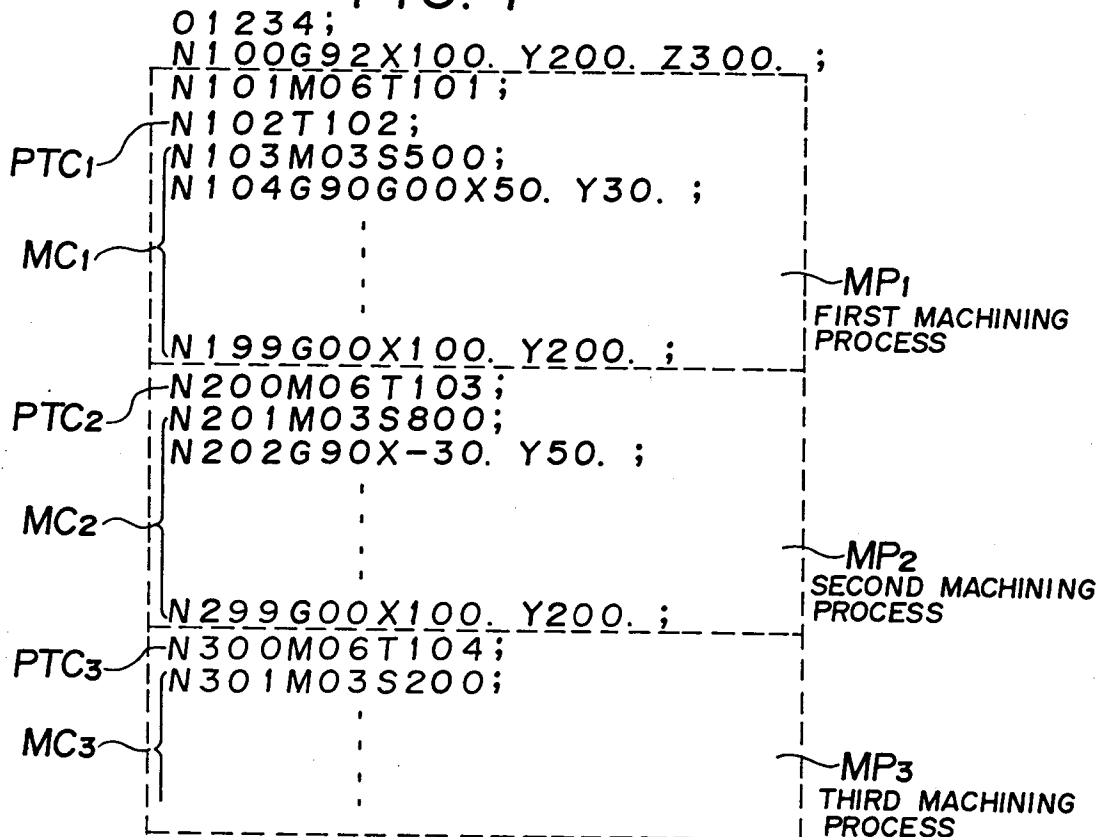 O1234;
N100G92X100. Y200. Z300. ;
N101M06T101;
N102T102;
PTC1
N103M03S500;
N104G90G00X50. Y30. ;
MC1
MP1
FIRST MACHINING
PROCESS
N199G00X100. Y200. ;
N200M06T103;
PTC2
N201M03S800;
N202G90X-30. Y50. ;
MC2
MP2
SECOND MACHINING
PROCESS
N299G00X100. Y200. ;
N300M06T104;
PTC3
N301M03S200;
MC3
MP3
THIRD MACHINING
PROCESS